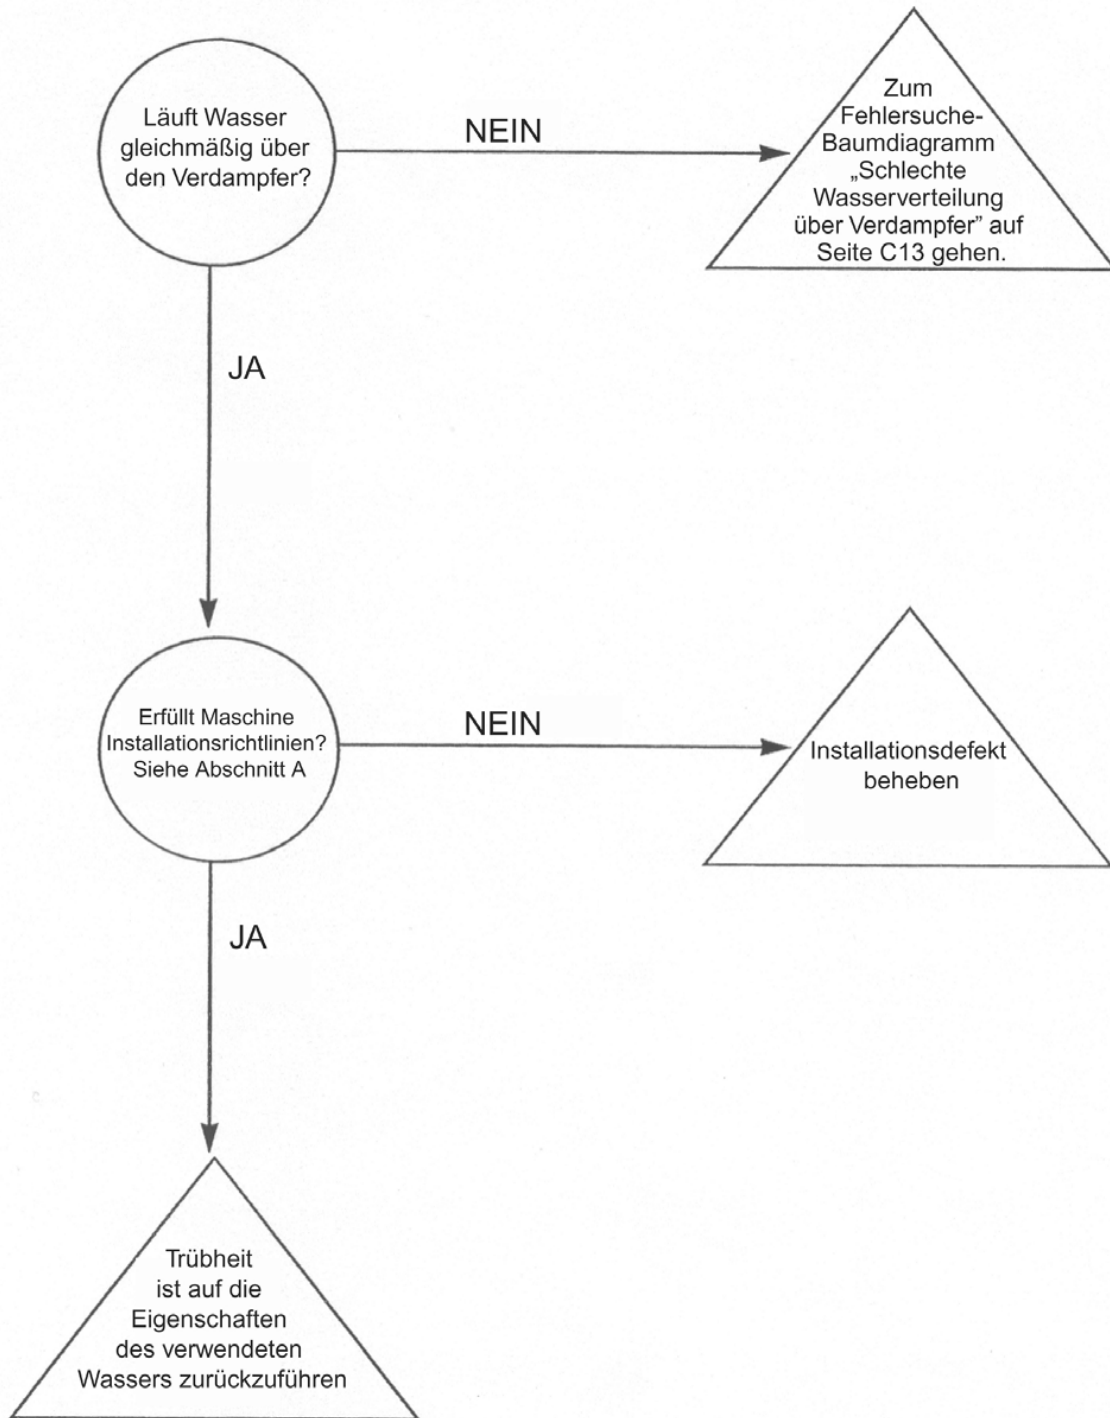 Läuft Wasser
gleichmäßig über
den Verdampfer?
NEIN
Zum
Fehlersuche-
Baumdiagramm
„Schlechte
Wasserverteilung
über Verdampfer” auf
Seite C13 gehen.
JA
Erfüllt Maschine
Installationsrichtlinien?
Siehe Abschnitt A
NEIN
Installationsdefekt
beheben
JA
Trübheit
ist auf die
Eigenschaften
des verwendeten
Wassers zurückzuführen